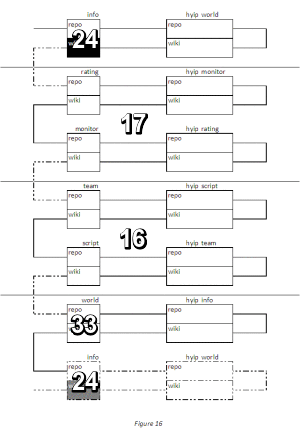 info hyip world
repo repo
24
wiki
rating hyip monitor
repo repo
wiki wiki
17
monitor hyip rating
repo repo
wiki wiki
team hyip script
repo repo
wiki wiki
16
script hyip team
repo repo
wiki wiki
world hyip info
repo repo
33
wiki wiki
info hyip world
repo repo
24
wiki
Figure 16